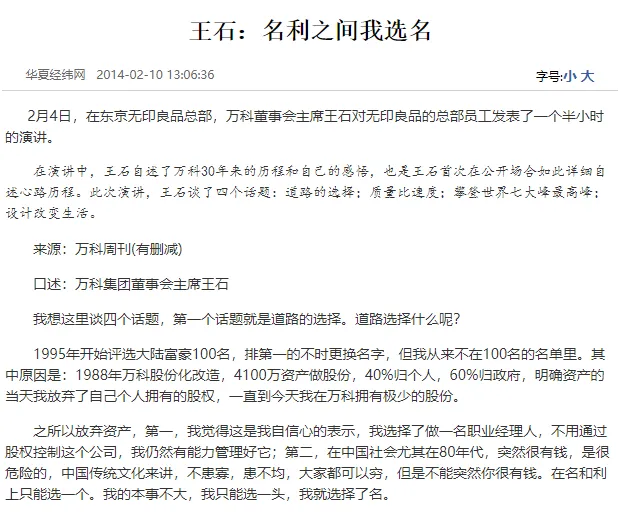 王石：名利之间我选名
华夏经纬网 2014-02-10 13:06:36 字号:小 大
2月4日，在东京无印良品总部，万科董事会主席王石对无印良品的总部员工发表了一个半小时
的演讲。
在演讲中，王石自述了万科30年来的历程和自己的感悟，也是王石首次在公开场合如此详细自
述心路历程。此次演讲，王石谈了四个话题：道路的选择；质量比速度；攀登世界七大峰最高峰；
设计改变生活。
来源：万科周刊(有删减)
口述：万科集团董事会主席王石
我想这里谈四个话题，第一个话题就是道路的选择。道路选择什么呢？
1995年开始评选大陆富豪100名，排第一的不时更换名字，但我从来不在100名的名单里。其
中原因是：1988年万科股份化改造，4100万资产做股份，40%归个人，60%归政府，明确资产的
当天我放弃了自己个人拥有的股权，一直到今天我在万科拥有极少的股份。
之所以放弃资产，第一，我觉得这是我自信心的表示，我选择了做一名职业经理人，不用通过
股权控制这个公司，我仍然有能力管理好它；第二，在中国社会尤其在80年代，突然很有钱，是很
危险的，中国传统文化来讲，不患寡，患不均，大家都可以穷，但是不能突然你很有钱。在名和利
上只能选一个。我的本事不大，我只能选一头，我就选择了名。